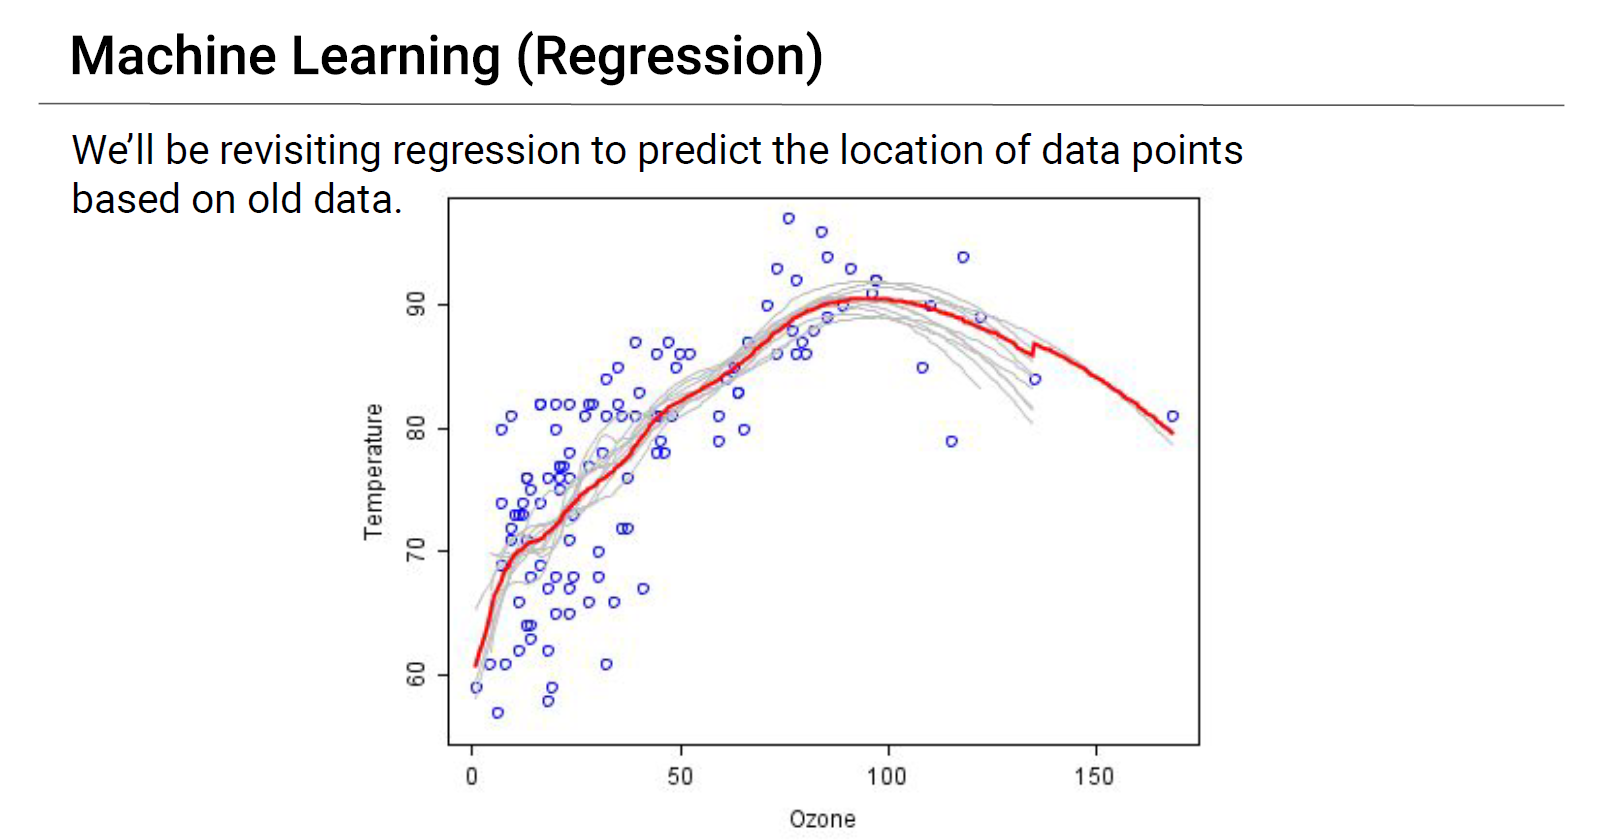 Machine Learning (Regression)
We’ll be revisiting regression to predict the location of data points
based on old data.
90
80
70
60
Temperature
0 50 100 150
Ozone